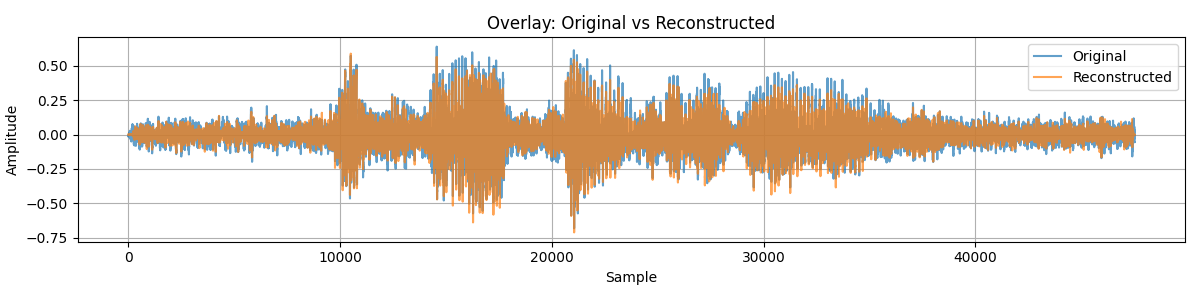 Overlay: Original vs Reconstructed
Original
Reconstructed
0.50
0.25
0.00
−0.25
−0.50
−0.75
Amplitude
0 10000 20000 30000 40000
Sample